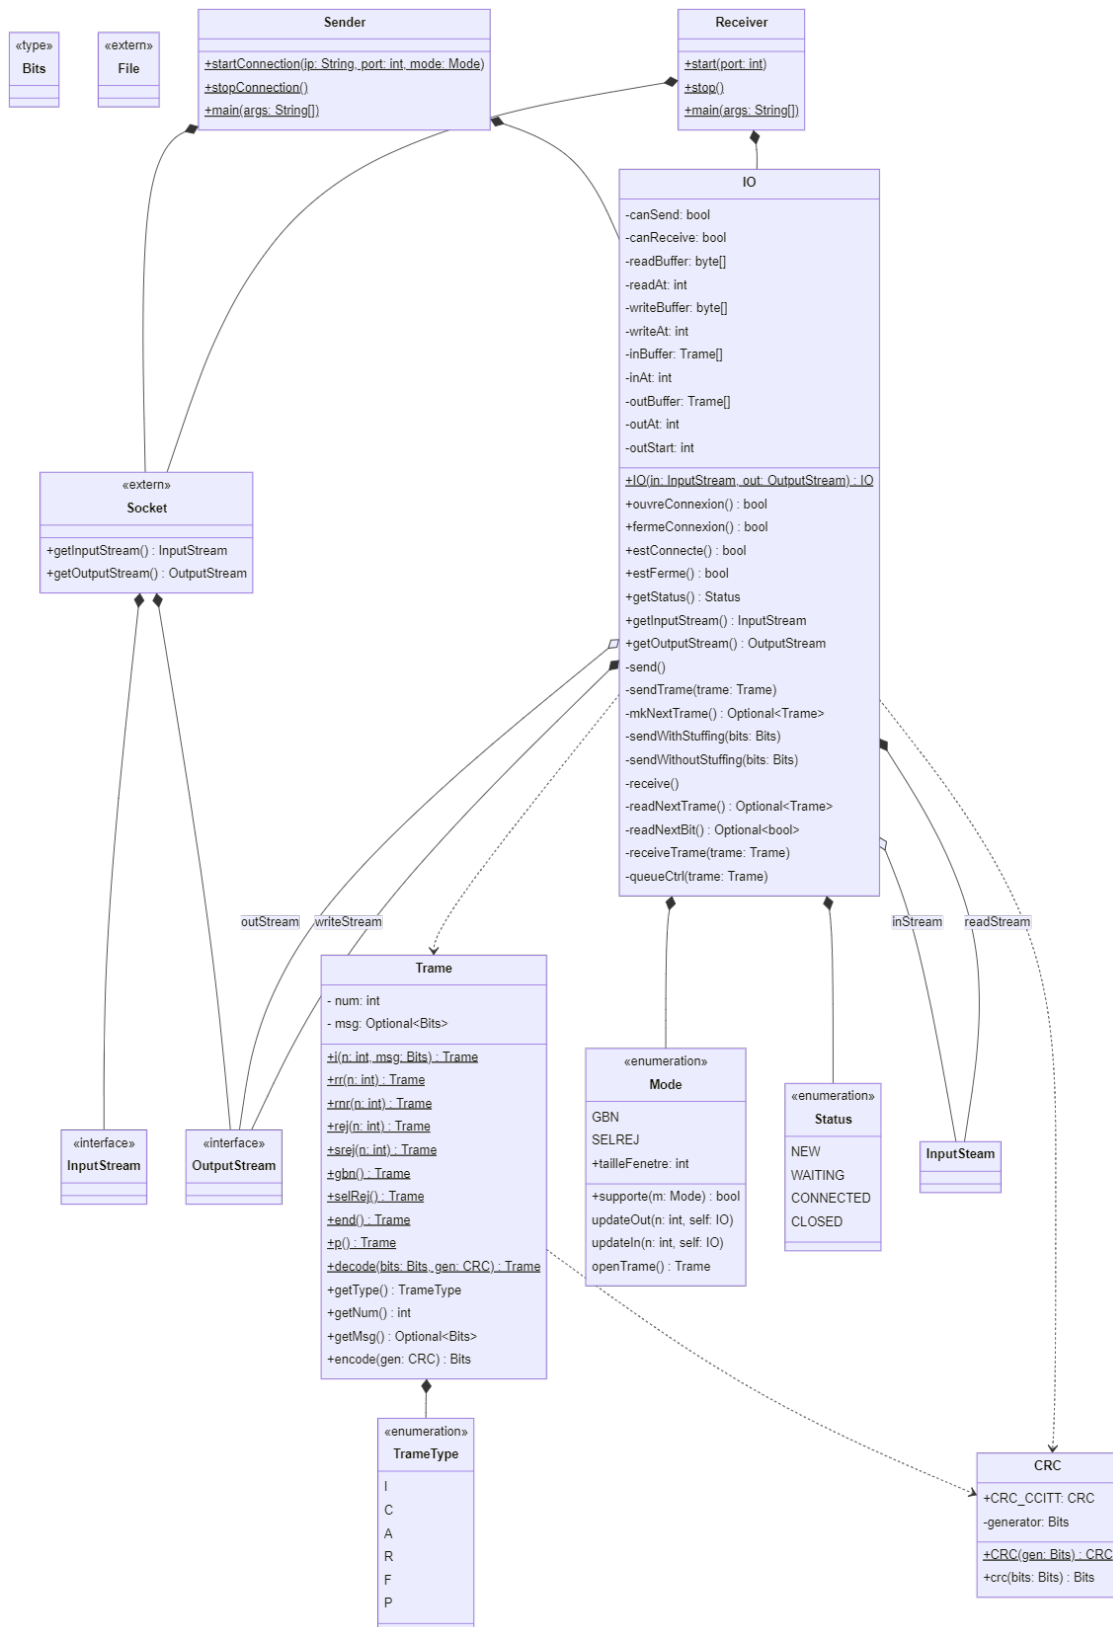 «type»
Bits
«extern»
File
Sender
+startConnection(ip: String, port: int, mode: Mode)
+stopConnection()
+main(args: String[])
Receiver
+start(port: int)
+stop()
+main(args: String[])
IO
-canSend: bool
-canReceive: bool
-readBuffer: byte[]
-readAt: int
-writeBuffer: byte[]
-writeAt: int
-inBuffer: Trame[]
-inAt: int
-outBuffer: Trame[]
-outAt: int
-outStart: int
+IO(in: InputStream, out: OutputStream) : IO
+ouvreConnexion() : bool
+fermeConnexion() : bool
+estConnecte() : bool
+estFerme() : bool
+getStatus() : Status
+getInputStream() : InputStream
+getOutputStream() : OutputStream
-send()
-sendTrame(trame: Trame)
-mkNextTrame() : Optional<Trame>
-sendWithStuffing(bits: Bits)
-sendWithoutStuffing(bits: Bits)
-receive()
-readNextTrame() : Optional<Trame>
-readNextBit() : Optional<bool>
-receiveTrame(trame: Trame)
-queueCtrl(trame: Trame)
«extern»
Socket
+getInputStream() : InputStream
+getOutputStream() : OutputStream
outStream
writeStream
inStream
readStream
Trame
- num: int
- msg: Optional<Bits>
+i(n: int, msg: Bits) : Trame
+rr(n: int) : Trame
+rnr(n: int) : Trame
+rej(n: int) : Trame
+srej(n: int) : Trame
+gbn() : Trame
+selRej() : Trame
+end() : Trame
+p() : Trame
+decode(bits: Bits, gen: CRC) : Trame
+getType() : TrameType
+getNum() : int
+getMsg() : Optional<Bits>
+encode(gen: CRC) : Bits
«enumeration»
Mode
GBN
SELREJ
+tailleFenetre: int
+supporte(m: Mode) : bool
updateOut(n: int, self: IO)
updateIn(n: int, self: IO)
openTrame() : Trame
«enumeration»
Status
NEW
WAITING
CONNECTED
CLOSED
«interface»
InputStream
«interface»
OutputStream
InputSteam
«enumeration»
TrameType
I
C
A
R
F
P
CRC
+CRC_CCITT: CRC
-generator: Bits
+CRC(gen: Bits) : CRC
+crc(bits: Bits) : Bits